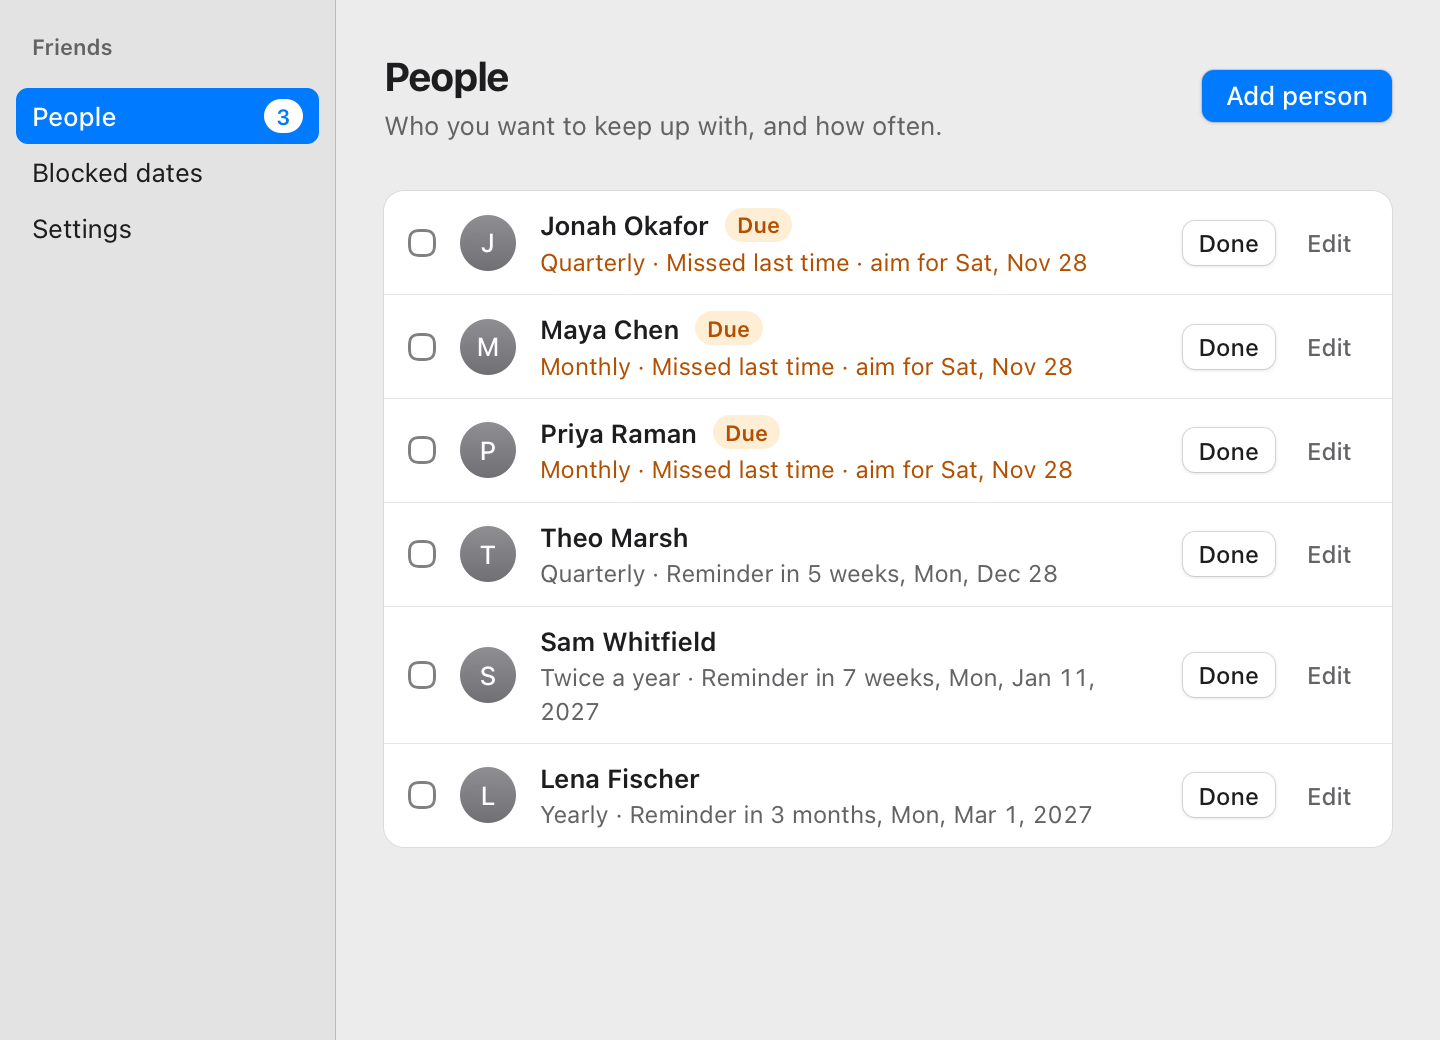 Friends
People 3
Blocked dates
Settings
People
Who you want to keep up with, and how often.
Add person
J Jonah Okafor Due
Quarterly · Missed last time · aim for Sat, Nov 28
Done Edit
M Maya Chen Due
Monthly · Missed last time · aim for Sat, Nov 28
Done Edit
P Priya Raman Due
Monthly · Missed last time · aim for Sat, Nov 28
Done Edit
T Theo Marsh
Quarterly · Reminder in 5 weeks, Mon, Dec 28
Done Edit
S Sam Whitfield
Twice a year · Reminder in 7 weeks, Mon, Jan 11,
2027
Done Edit
L Lena Fischer
Yearly · Reminder in 3 months, Mon, Mar 1, 2027
Done Edit